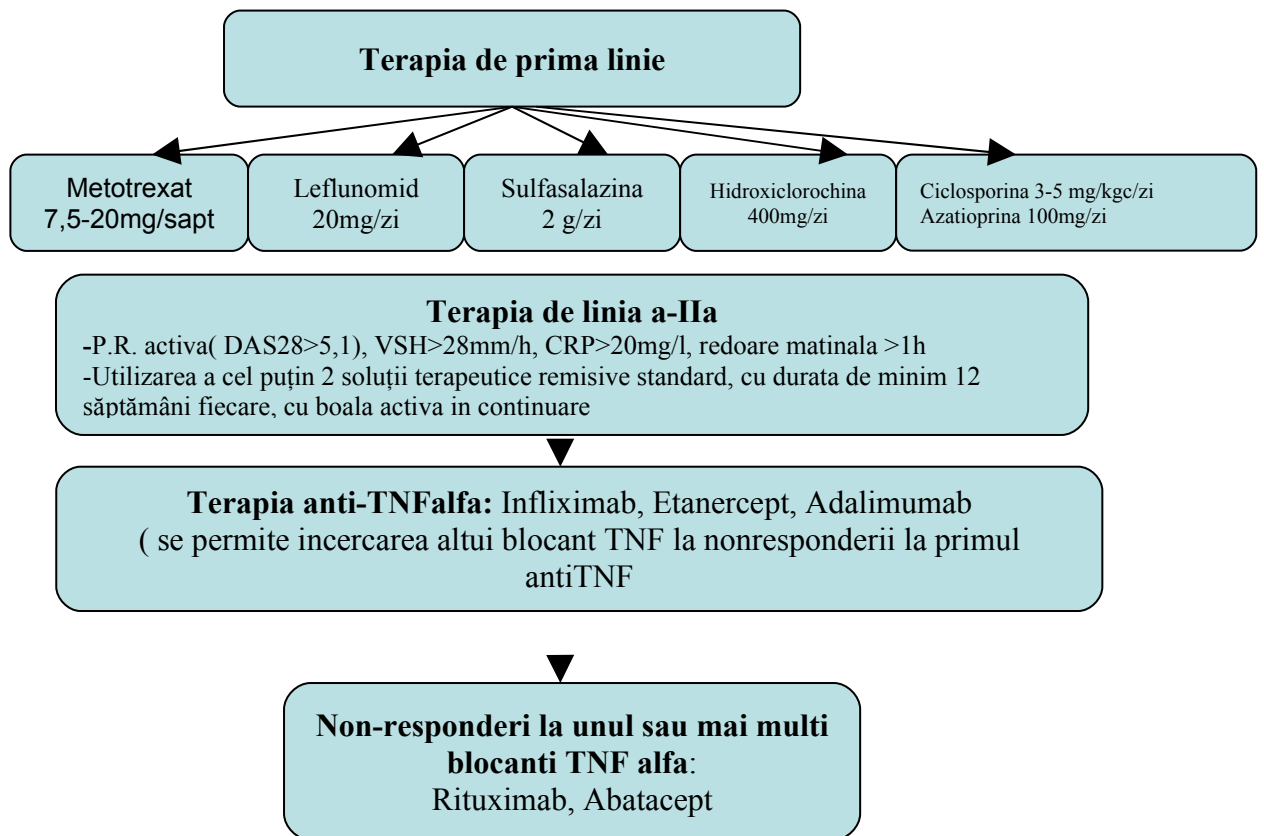 Terapia de prima linie
Metotrexat
7,5-20mg/sapt
Leflunomid
20mg/zi
Sulfasalazina
2 g/zi
Hidroxiclorochina
400mg/zi
Ciclosporina 3-5 mg/kgc/zi
Azatioprina 100mg/zi
Terapia de linia a-IIa
-P.R. activa( DAS28>5,1), VSH>28mm/h, CRP>20mg/l, redoare matinala >1h
-Utilizarea a cel puțin 2 soluții terapeutice remisive standard, cu durata de minim 12
săptămâni fiecare, cu boala activa in continuare
Terapia anti-TNFalfa: Infliximab, Etanercept, Adalimumab
( se permite incercarea altui blocant TNF la nonresponderii la primul
antiTNF
Non-responderi la unul sau mai multi
blocanti TNF alfa:
Rituximab, Abatacept